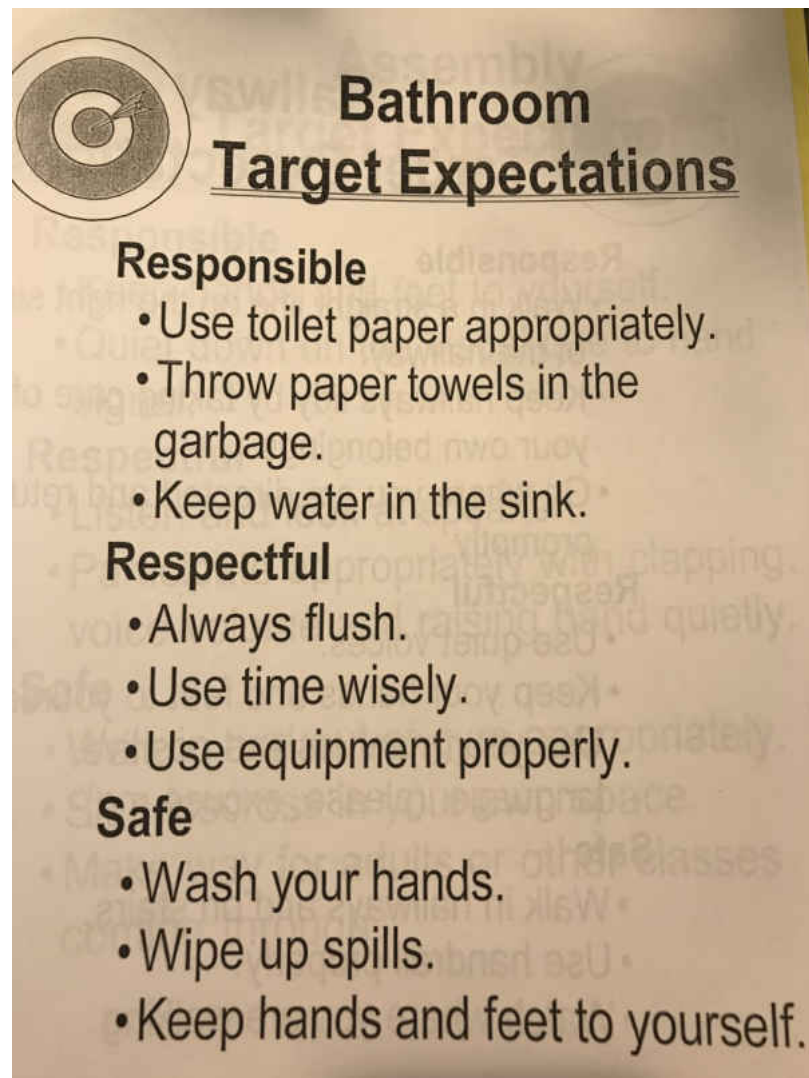 Bathroom
Target Expectations
Responsible
•Use toilet paper appropriately.
•Throw paper towels in the
garbage.
•Keep water in the sink.
Respectful
•Always flush.
•Use time wisely.
•Use equipment properly.
Safe
•Wash your hands.
•Wipe up spills.
•Keep hands and feet to yourself.